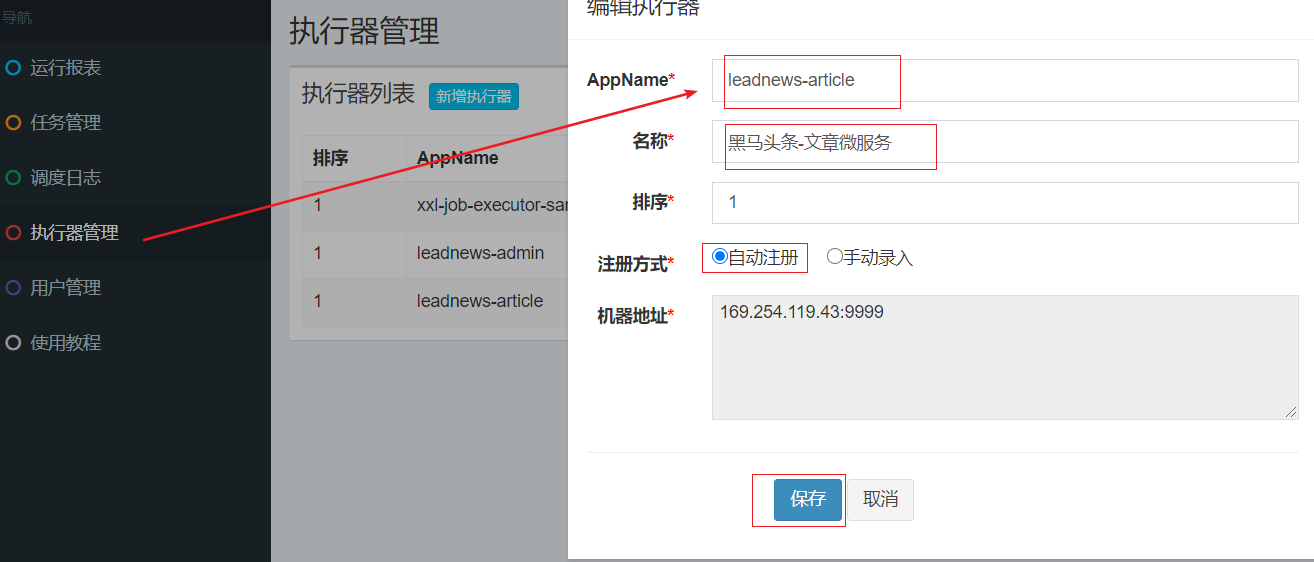 导航
运行报表
任务管理
调度日志
执行器管理
用户管理
使用教程
执行器管理
执行器列表 新增执行器
排序 AppName
1 xxl-job-executor-sam
1 leadnews-admin
1 leadnews-article
编辑执行器
AppName* leadnews-article
名称* 黑马头条-文章微服务
排序* 1
注册方式* 自动注册 手动录入
机器地址* 169.254.119.43:9999
保存 取消